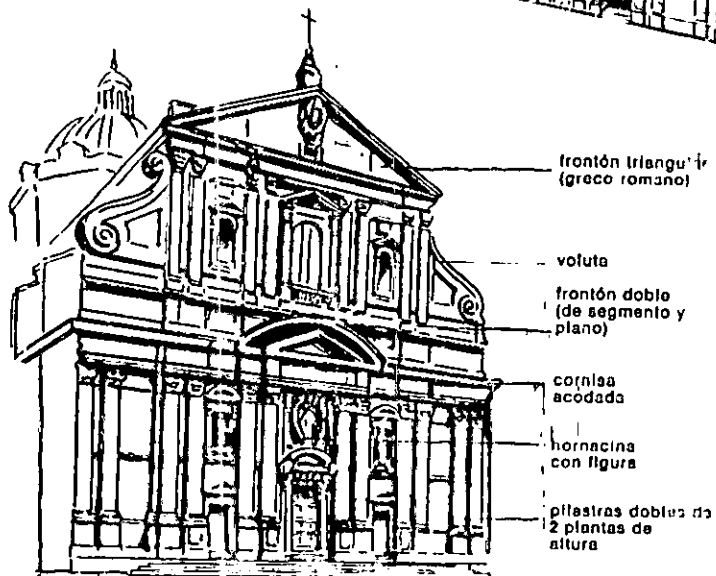 frontón triangular
(greco romano)
voluta
frontón doble
(de segmento y
plano)
cornisa
acodada
hornacina
con figura
pilastras dobles de
2 plantas de
altura